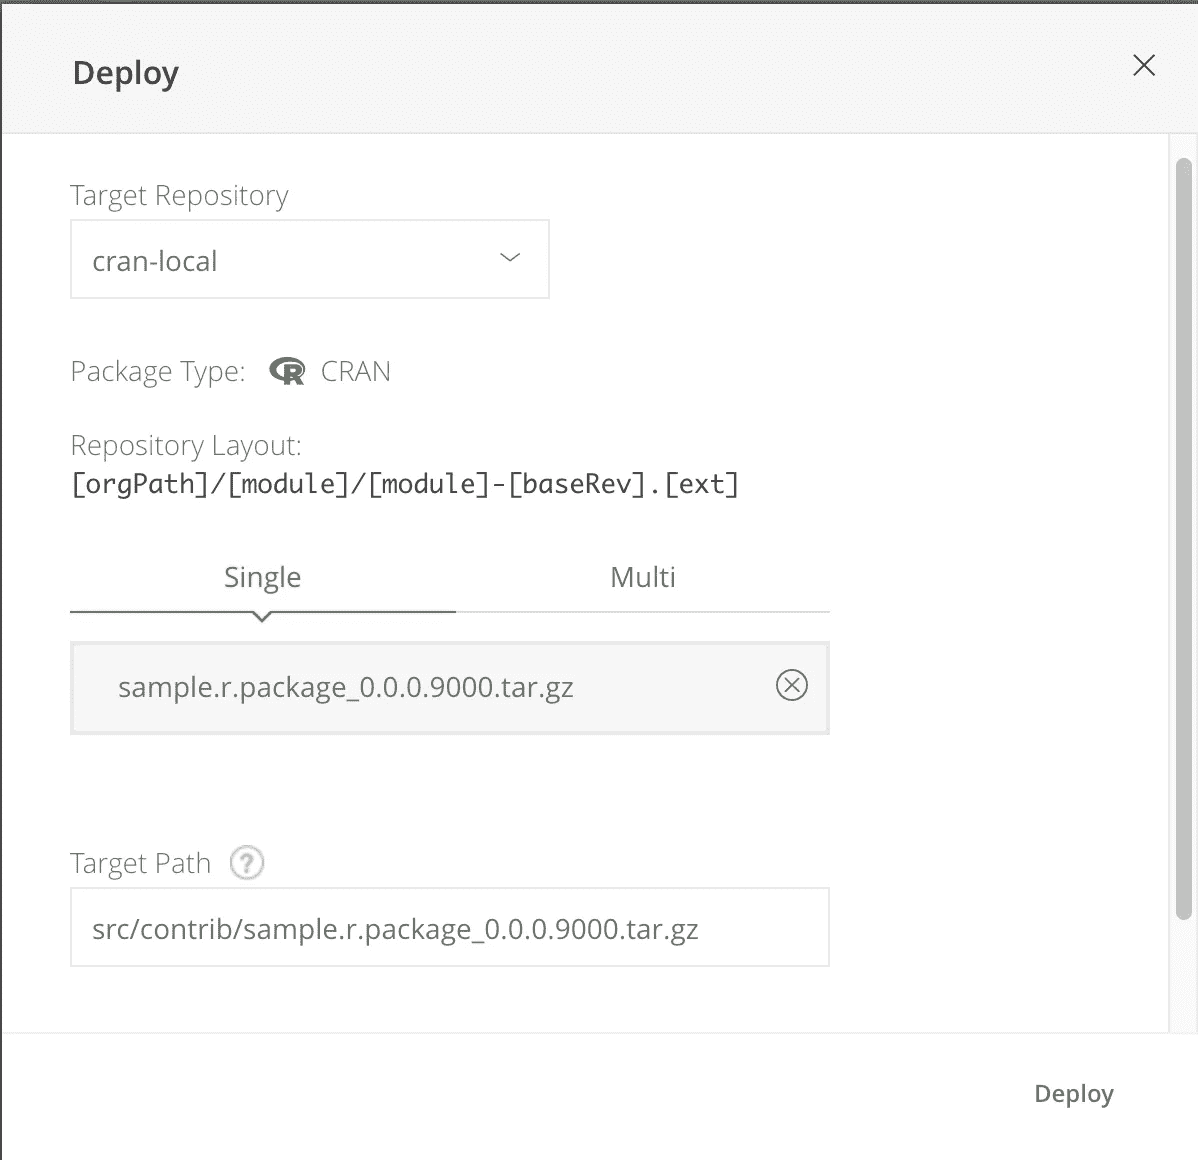 Deploy
Target Repository
cran-local
Package Type: R CRAN
Repository Layout:
[orgPath]/[module]/[module]-[baseRev].[ext]
Single Multi
sample.r.package_0.0.0.9000.tar.gz
Target Path ?
src/contrib/sample.r.package_0.0.0.9000.tar.gz
Deploy